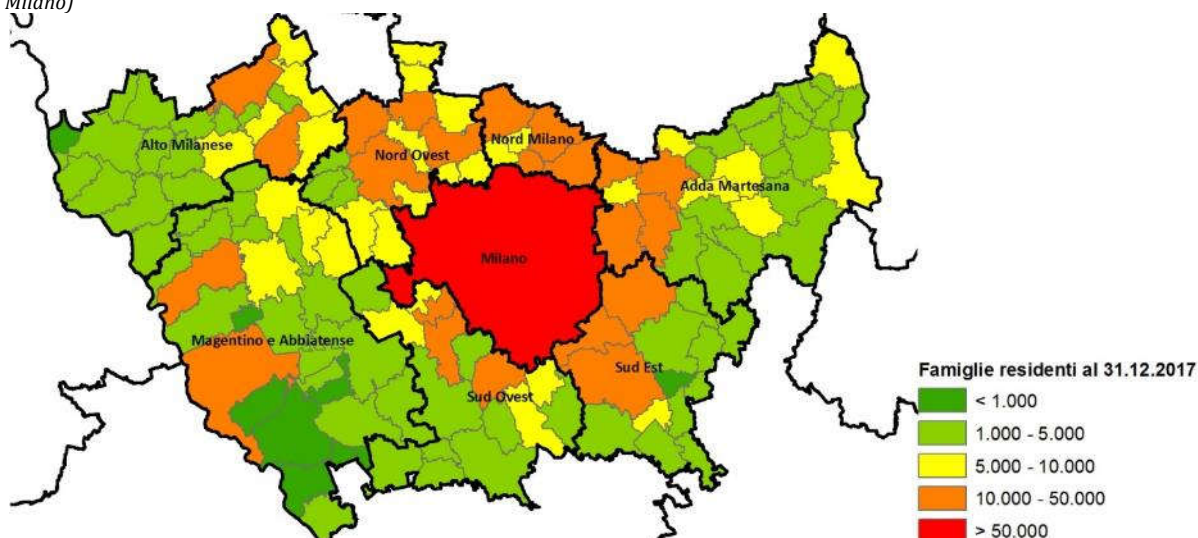 Milano)
Alto Milanese
Nord Ovest
Nord Milano
Adda Martesana
Milano
Magentino e Abbiatense
Sud Ovest
Sud Est
Famiglie residenti al 31.12.2017
< 1.000
1.000 - 5.000
5.000 - 10.000
10.000 - 50.000
> 50.000